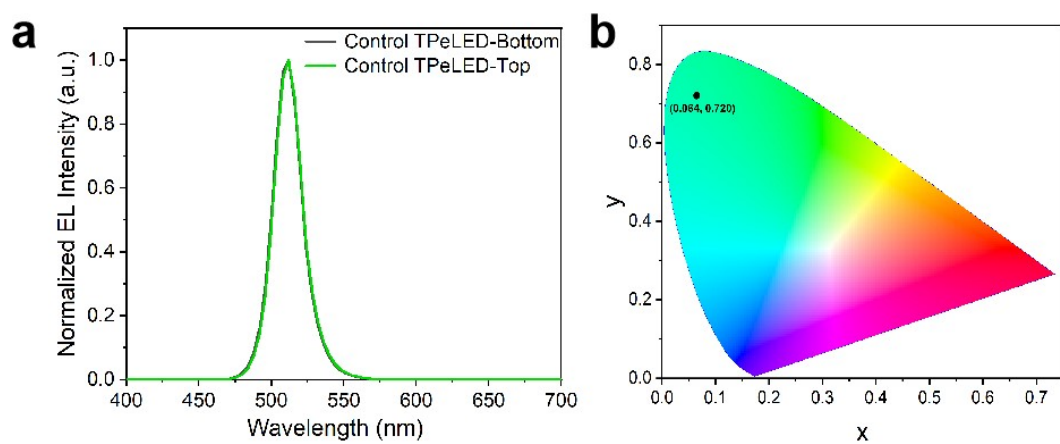 a
Control TPeLED-Bottom
Control TPeLED-Top
Normalized EL Intensity (a.u.)
1.0
0.8
0.6
0.4
0.2
0.0
400 450 500 550 600 650 700
Wavelength (nm)
b
(0.064, 0.720)
y
0.8
0.6
0.4
0.2
0.0
0.0 0.1 0.2 0.3 0.4 0.5 0.6 0.7
x